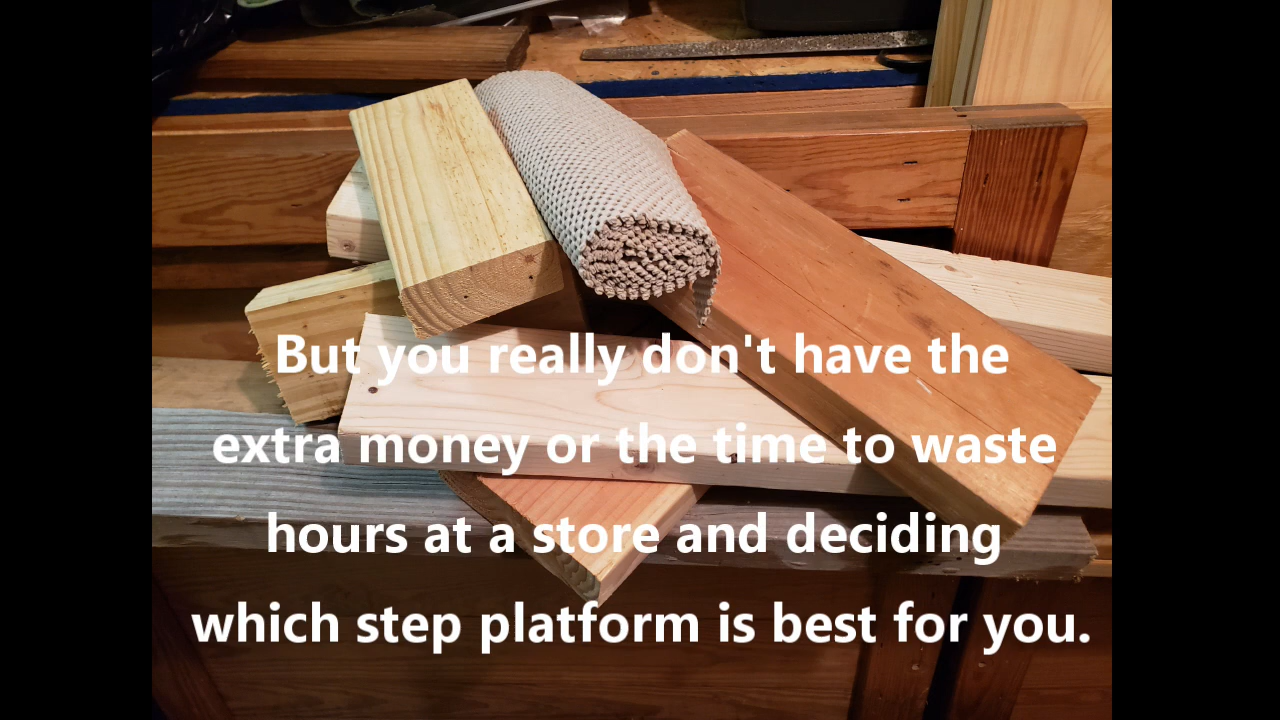 But you really don't have the
extra money or the time to waste
hours at a store and deciding
which step platform is best for you.